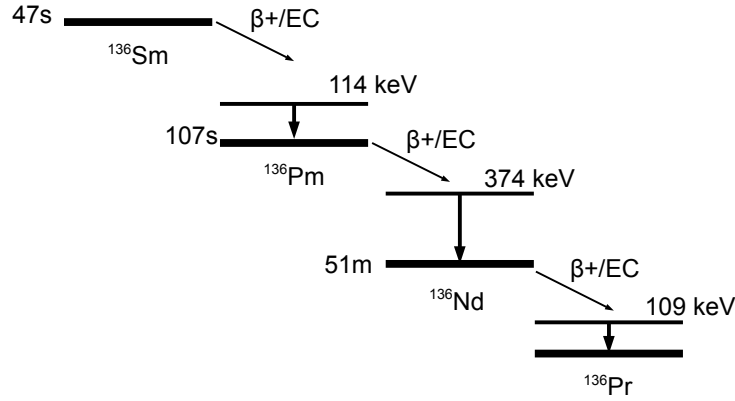 47s
β+/EC
¹³⁶Sm
114 keV
107s
β+/EC
¹³⁶Pm
374 keV
51m
β+/EC
¹³⁶Nd
109 keV
¹³⁶Pr